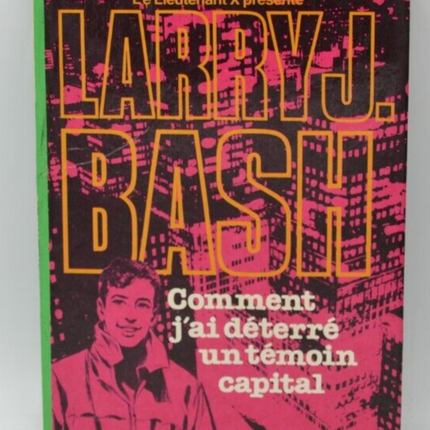 Le Lieutenant X présente
LARRY J.
BASH
Comment
j'ai déterré
un témoin
capital